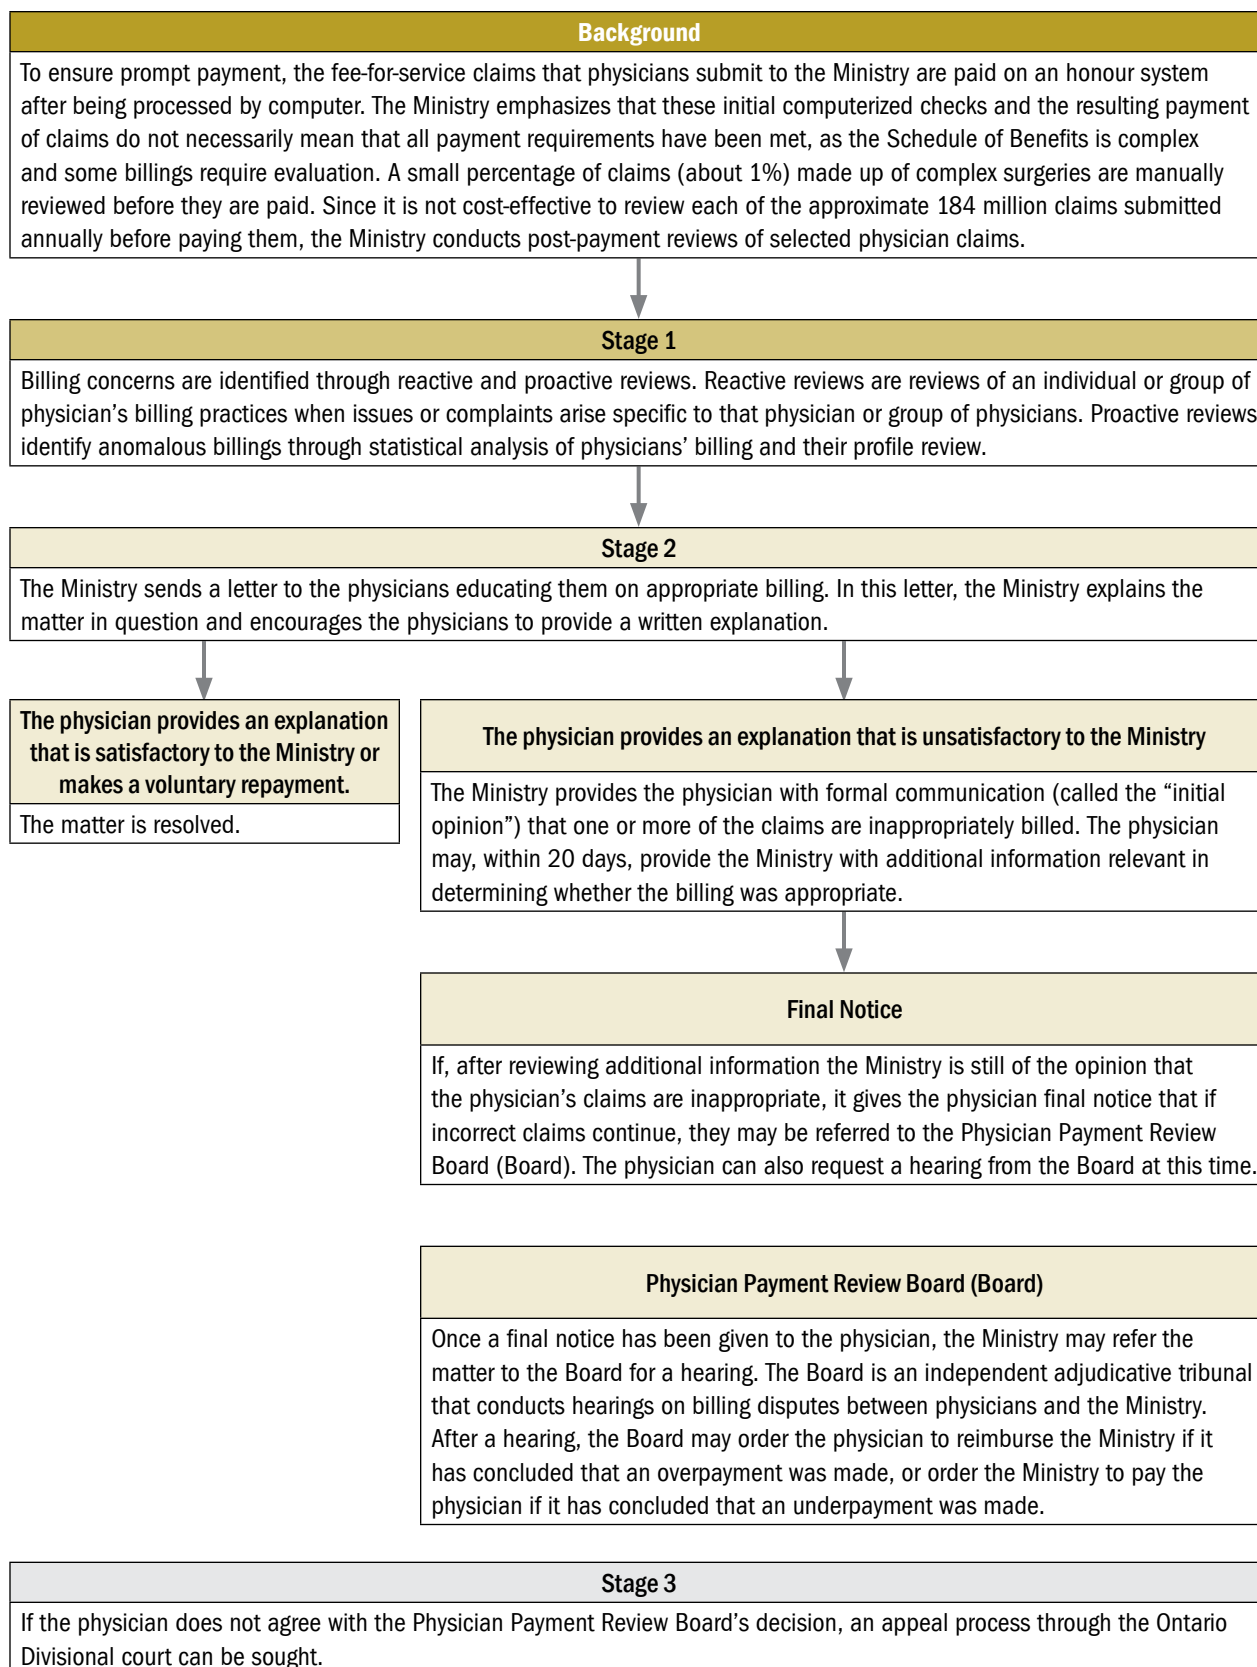 Background
To ensure prompt payment, the fee-for-service claims that physicians submit to the Ministry are paid on an honour system
after being processed by computer. The Ministry emphasizes that these initial computerized checks and the resulting payment
of claims do not necessarily mean that all payment requirements have been met, as the Schedule of Benefits is complex
and some billings require evaluation. A small percentage of claims (about 1%) made up of complex surgeries are manually
reviewed before they are paid. Since it is not cost-effective to review each of the approximate 184 million claims submitted
annually before paying them, the Ministry conducts post-payment reviews of selected physician claims.
Stage 1
Billing concerns are identified through reactive and proactive reviews. Reactive reviews are reviews of an individual or group of
physician’s billing practices when issues or complaints arise specific to that physician or group of physicians. Proactive reviews
identify anomalous billings through statistical analysis of physicians’ billing and their profile review.
Stage 2
The Ministry sends a letter to the physicians educating them on appropriate billing. In this letter, the Ministry explains the
matter in question and encourages the physicians to provide a written explanation.
The physician provides an explanation
that is satisfactory to the Ministry or
makes a voluntary repayment.
The matter is resolved.
The physician provides an explanation that is unsatisfactory to the Ministry
The Ministry provides the physician with formal communication (called the “initial
opinion”) that one or more of the claims are inappropriately billed. The physician
may, within 20 days, provide the Ministry with additional information relevant in
determining whether the billing was appropriate.
Final Notice
If, after reviewing additional information the Ministry is still of the opinion that
the physician’s claims are inappropriate, it gives the physician final notice that if
incorrect claims continue, they may be referred to the Physician Payment Review
Board (Board). The physician can also request a hearing from the Board at this time.
Physician Payment Review Board (Board)
Once a final notice has been given to the physician, the Ministry may refer the
matter to the Board for a hearing. The Board is an independent adjudicative tribunal
that conducts hearings on billing disputes between physicians and the Ministry.
After a hearing, the Board may order the physician to reimburse the Ministry if it
has concluded that an overpayment was made, or order the Ministry to pay the
physician if it has concluded that an underpayment was made.
Stage 3
If the physician does not agree with the Physician Payment Review Board’s decision, an appeal process through the Ontario
Divisional court can be sought.